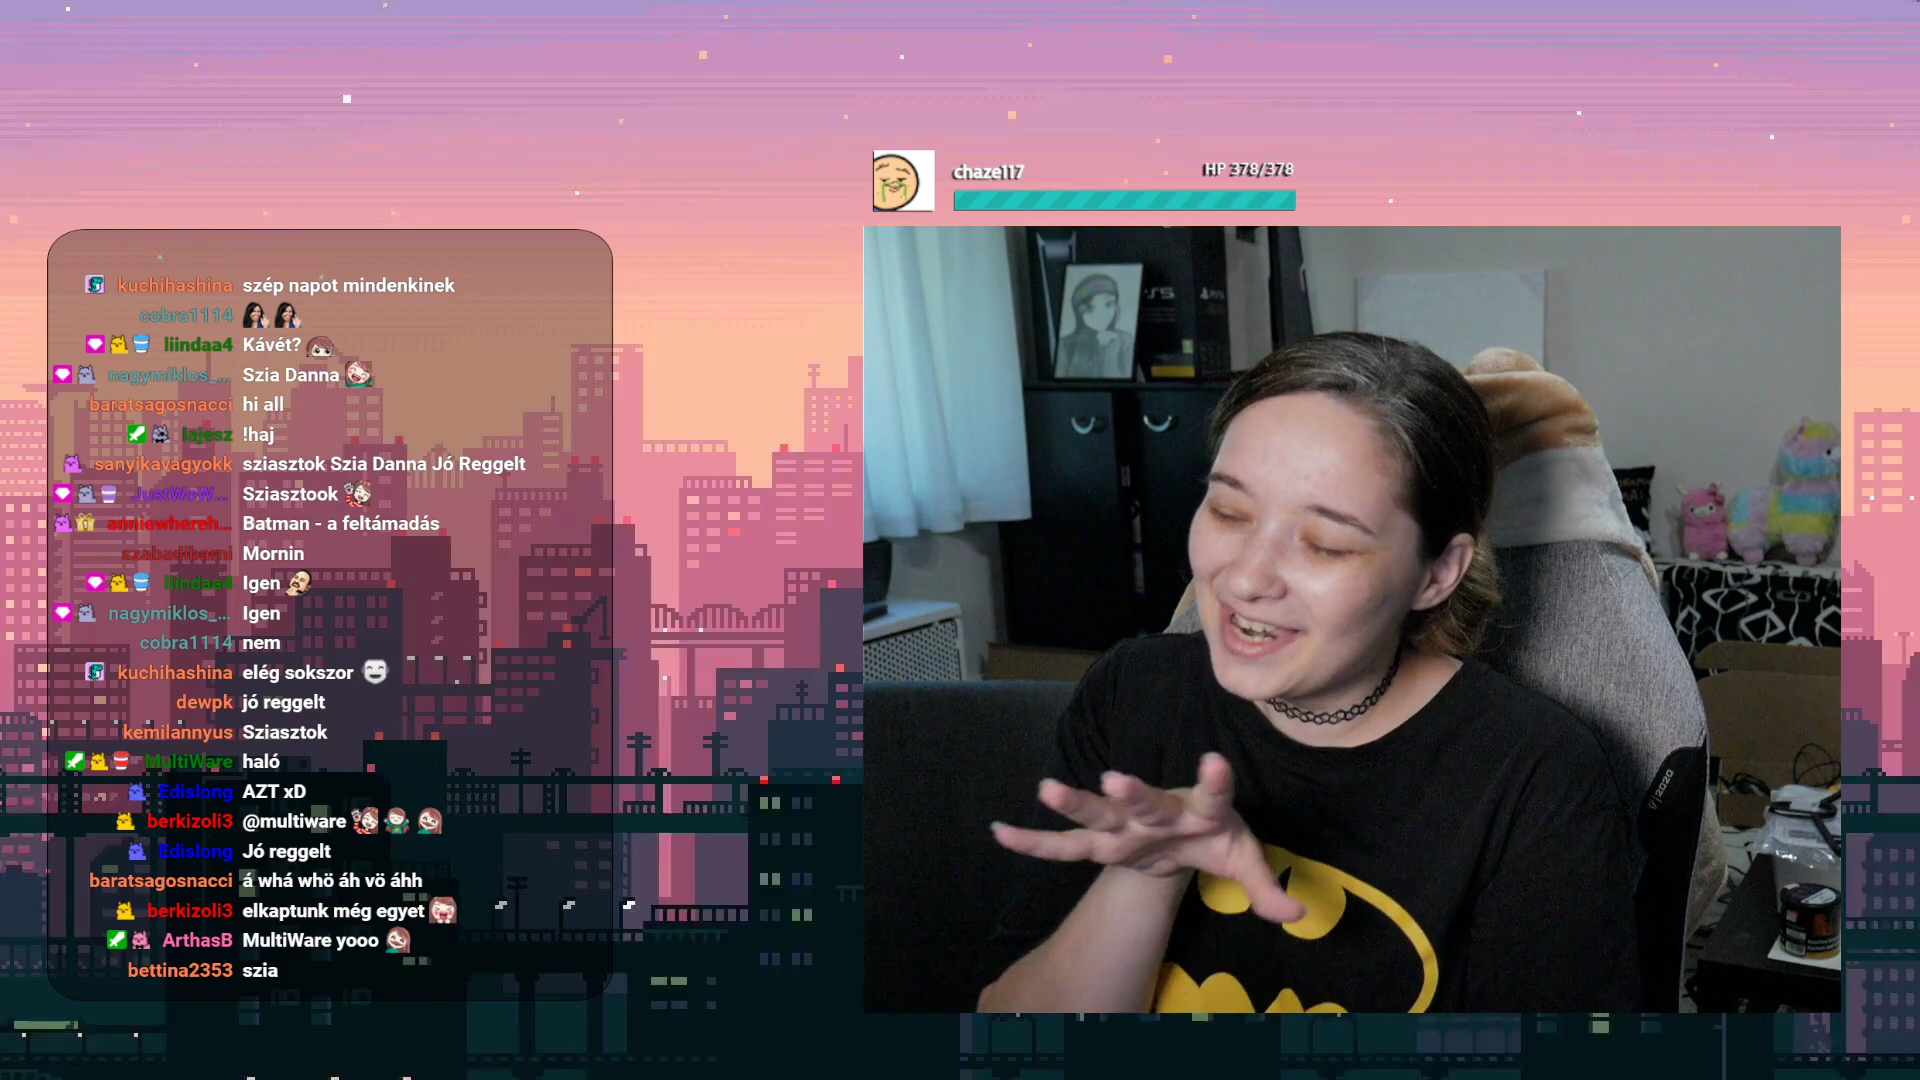 chaze117 HP 378/378
kuchihashina szép napot mindenkinek
cobra1114
liindaa4 Kávét?
nagymiklos_... Szia Danna
baratsagosnacci hi all
lajesz !haj
sanyikavagyokk sziasztok Szia Danna Jó Reggelt
JustWoW... Sziasztook
anniewhereh... Batman - a feltámadás
szabadibarni Mornin
liindaa4 Igen
nagymiklos_... Igen
cobra1114 nem
kuchihashina elég sokszor
dewpk jó reggelt
kemilannyus Sziasztok
MultiWare haló
Edislong AZT xD
berkizoli3 @multiware
Edislong Jó reggelt
baratsagosnacci á whá whö áh vö áhh
berkizoli3 elkaptunk még egyet
ArthasB MultiWare yooo
bettina2353 szia
PS5
V|2020